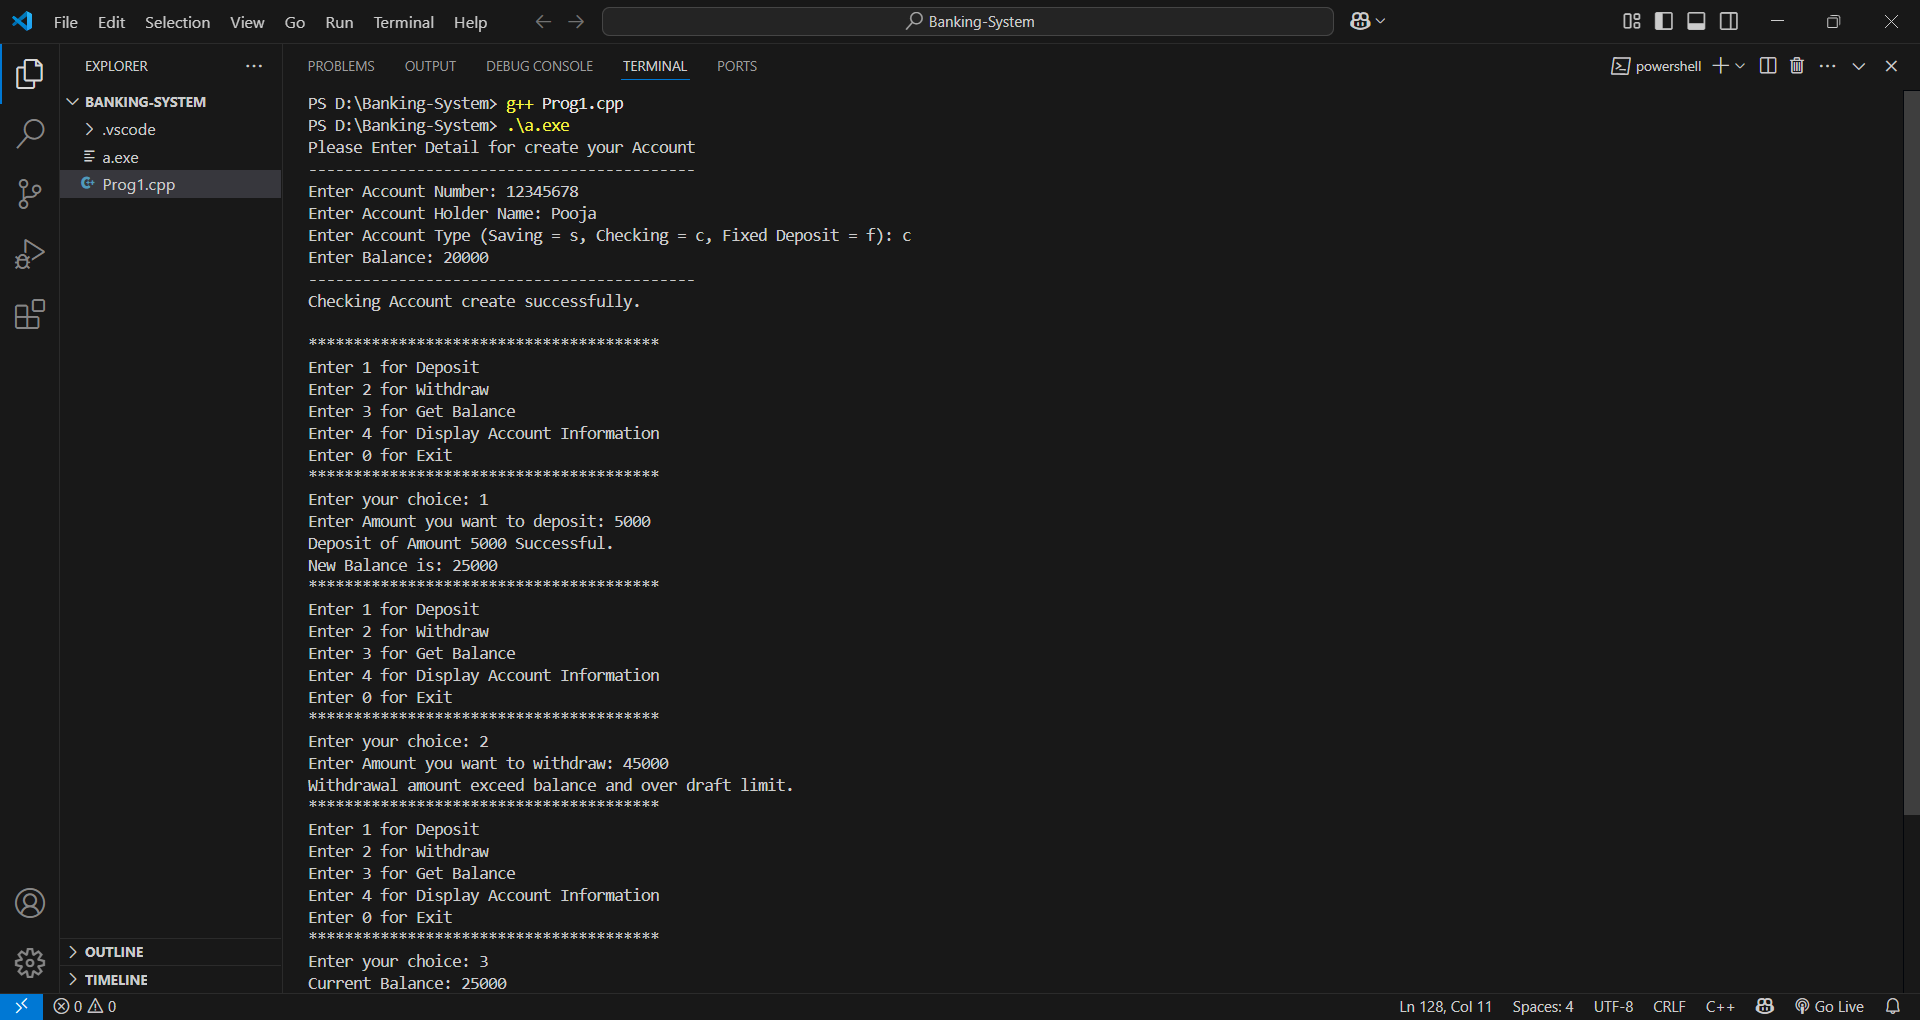 File Edit Selection View Go Run Terminal Help Banking-System
EXPLORER
BANKING-SYSTEM
.vscode
a.exe
Prog1.cpp
OUTLINE
TIMELINE
PROBLEMS OUTPUT DEBUG CONSOLE TERMINAL PORTS powershell
PS D:\Banking-System> g++ Prog1.cpp
PS D:\Banking-System> .\a.exe
Please Enter Detail for create your Account
-------------------------------------------
Enter Account Number: 12345678
Enter Account Holder Name: Pooja
Enter Account Type (Saving = s, Checking = c, Fixed Deposit = f): c
Enter Balance: 20000
-------------------------------------------
Checking Account create successfully.
***************************************
Enter 1 for Deposit
Enter 2 for Withdraw
Enter 3 for Get Balance
Enter 4 for Display Account Information
Enter 0 for Exit
***************************************
Enter your choice: 1
Enter Amount you want to deposit: 5000
Deposit of Amount 5000 Successful.
New Balance is: 25000
***************************************
Enter 1 for Deposit
Enter 2 for Withdraw
Enter 3 for Get Balance
Enter 4 for Display Account Information
Enter 0 for Exit
***************************************
Enter your choice: 2
Enter Amount you want to withdraw: 45000
Withdrawal amount exceed balance and over draft limit.
***************************************
Enter 1 for Deposit
Enter 2 for Withdraw
Enter 3 for Get Balance
Enter 4 for Display Account Information
Enter 0 for Exit
***************************************
Enter your choice: 3
Current Balance: 25000
0 0 Ln 128, Col 11 Spaces: 4 UTF-8 CRLF C++ Go Live